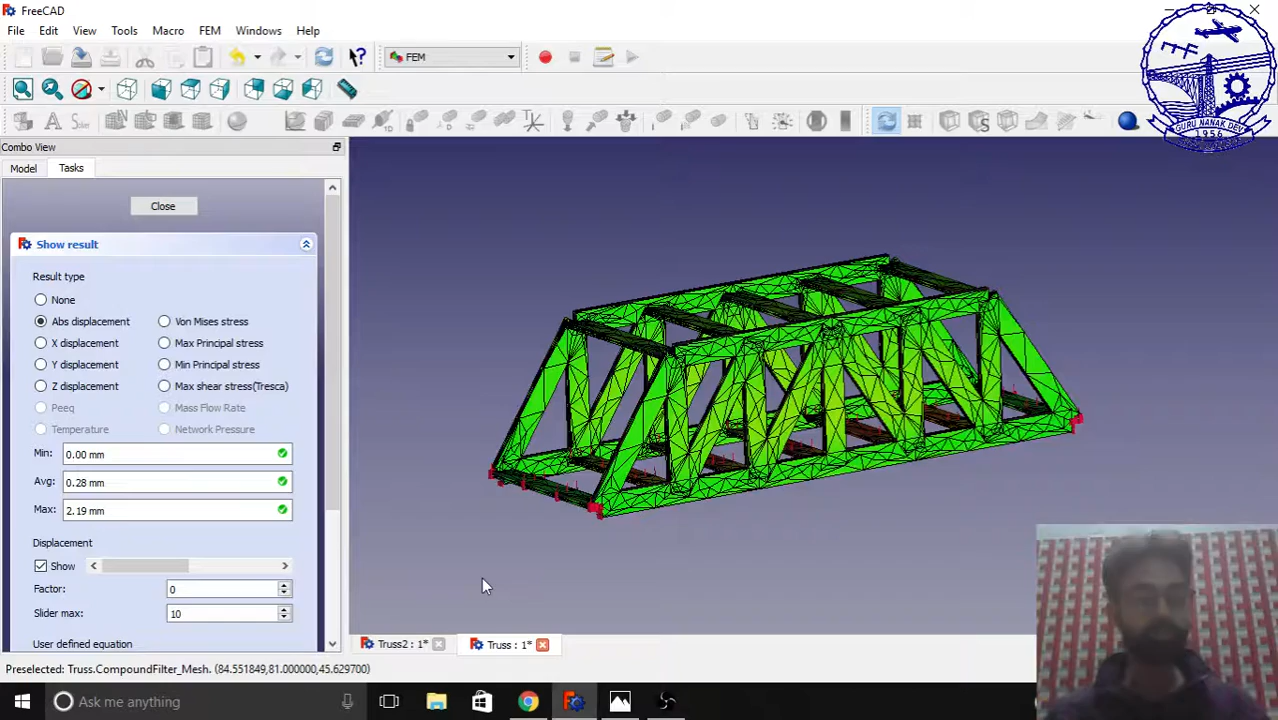 FreeCAD
File Edit View Tools Macro FEM Windows Help
FEM
GURU NANAK DEV
1956
Combo View
Model Tasks
Close
Show result
Result type
None
Abs displacement Von Mises stress
X displacement Max Principal stress
Y displacement Min Principal stress
Z displacement Max shear stress(Tresca)
Peeq Mass Flow Rate
Temperature Network Pressure
Min: 0.00 mm
Avg: 0.28 mm
Max: 2.19 mm
Displacement
Show
Factor: 0
Slider max: 10
User defined equation
Truss2 : 1* Truss : 1*
Preselected: Truss.CompoundFilter_Mesh. (84.551849,81.000000,45.629700)
Ask me anything